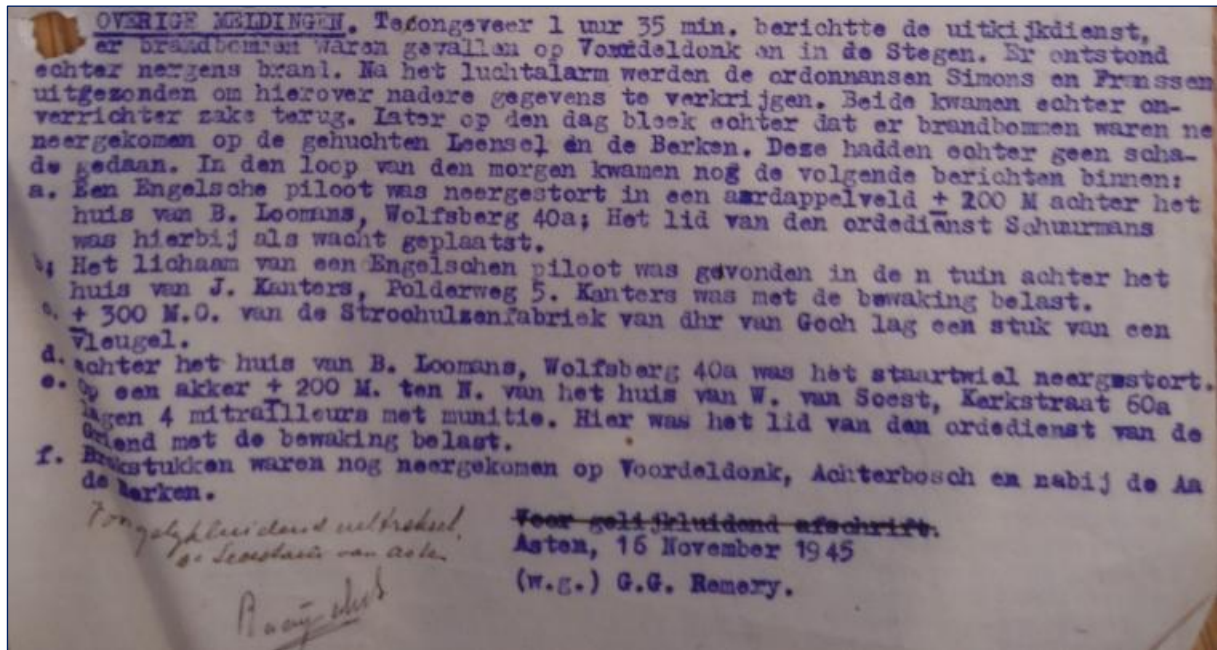 OVERIGE MELDINGEN. Te ongeveer 1 uur 35 min. berichtte de uitkijkdienst,
er brandbommen waren gevallen op Voordeldonk en in de Stegen. Er ontstond
echter nergens brand. Na het luchtalarm werden de ordonnansen Simons en Franssen
uitgezonden om hierover nadere gegevens te verkrijgen. Beide kwamen echter on-
verrichter zake terug. Later op den dag bleek echter dat er brandbommen waren ne
neergekomen op de gehuchten Leensel en de Berken. Deze hadden echter geen scha-
de gedaan. In den loop van den morgen kwamen nog de volgende berichten binnen:
a. Een Engelsche piloot was neergestort in een aardappelveld ± 200 M achter het
huis van B. Loomans, Wolfsberg 40a; Het lid van den ordedienst Schuurmans
was hierbij als wacht geplaatst.
b; Het lichaam van een Engelschen piloot was gevonden in de n tuin achter het
huis van J. Kanters, Polderweg 5. Kanters was met de bewaking belast.
c. ± 300 M.O. van de Stroohulzenfabriek van dhr van Goch lag een stuk van een
vleugel.
d. achter het huis van B. Loomans, Wolfsberg 40a was het staartwiel neergestort.
e. Op een akker ± 200 M. ten N. van het huis van W. van Soest, Kerkstraat 60a
lagen 4 mitrailleurs met munitie. Hier was het lid van den ordedienst van de
Griend met de bewaking belast.
f. Brokstukken waren nog neergekomen op Voordeldonk, Achterbosch en nabij de Aa
de Berken.
Voor gelijkluidend afschrift.
Voor gelijkluidend uittreksel,
de Secretaris van Asten
Asten, 16 November 1945
(w.g.) G.G. Remery.